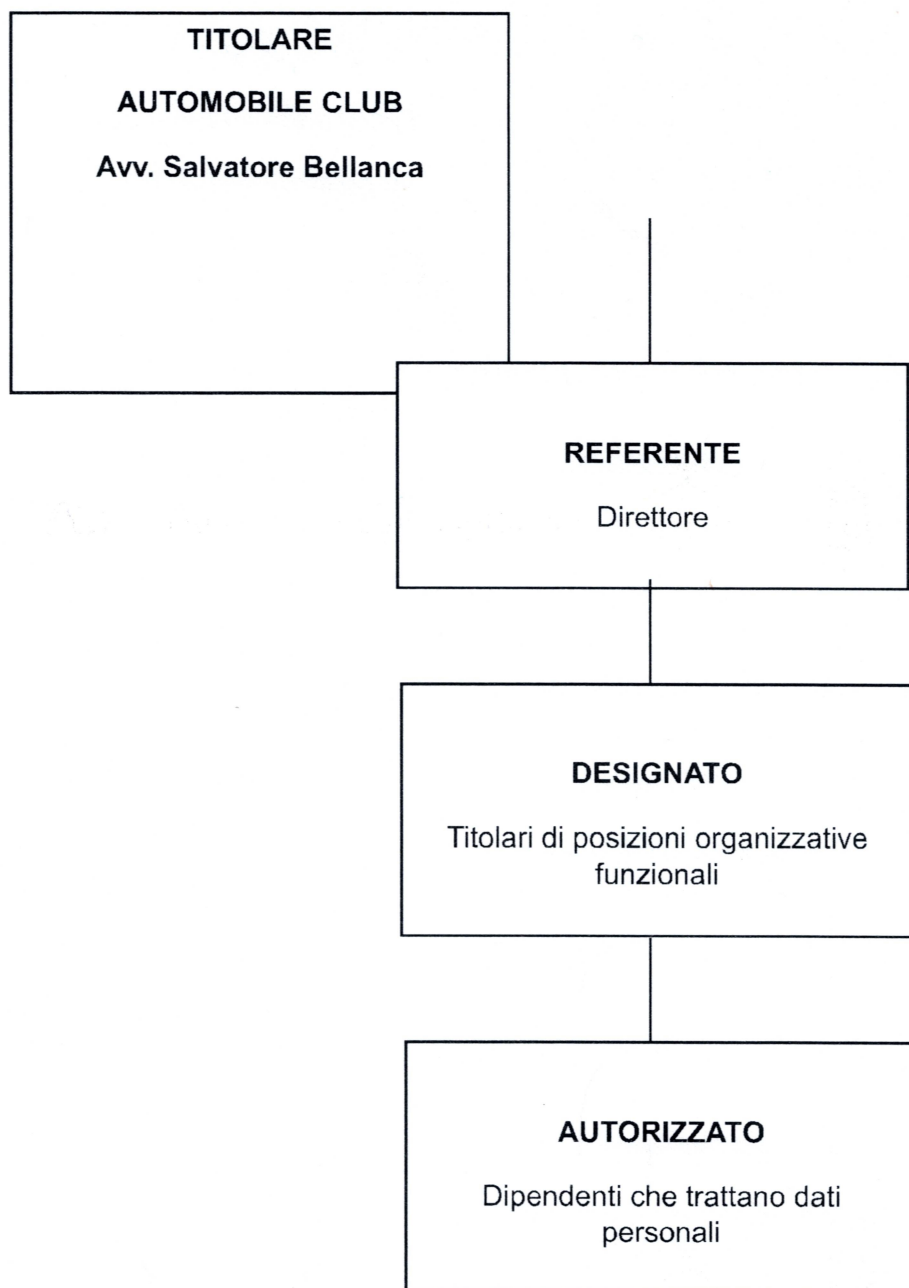 TITOLARE
AUTOMOBILE CLUB
Avv. Salvatore Bellanca
REFERENTE
Direttore
DESIGNATO
Titolari di posizioni organizzative
funzionali
AUTORIZZATO
Dipendenti che trattano dati
personali